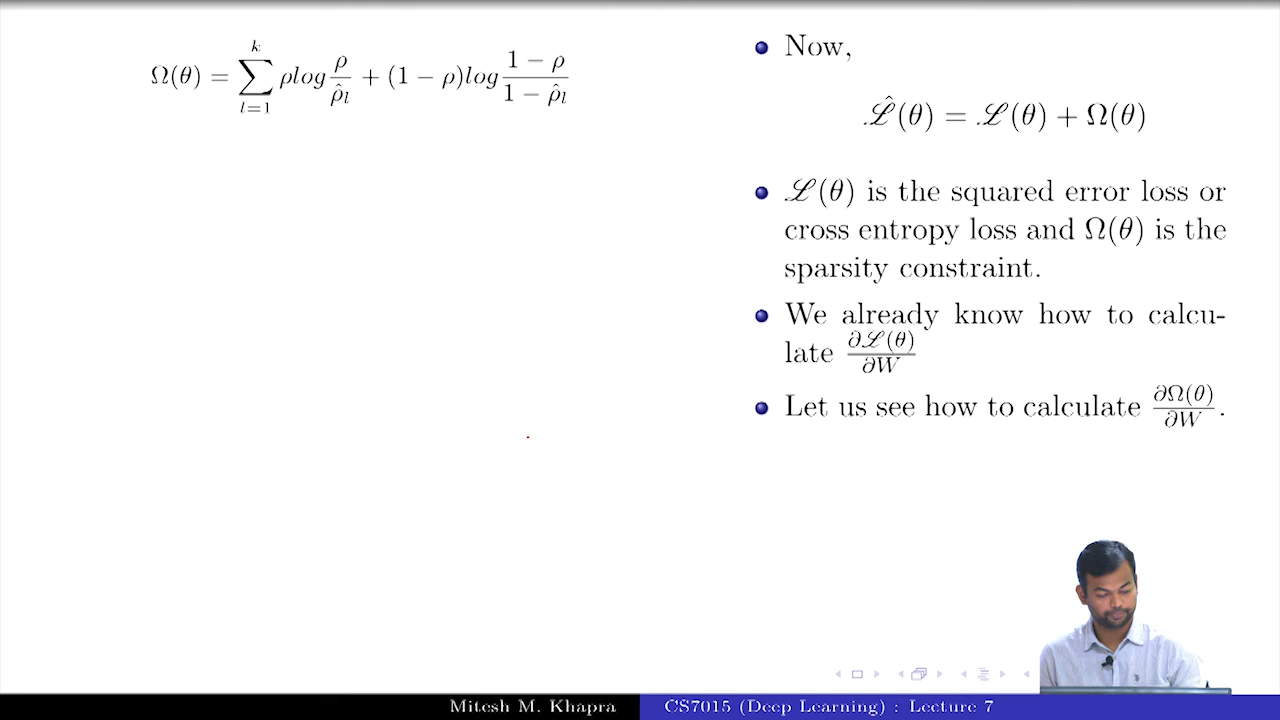 Ω(θ) = ∑_{l=1}^{k} ρlog ρ/ρ̂_l + (1 − ρ)log (1 − ρ)/(1 − ρ̂_l)
Now,
ℒ̂(θ) = ℒ(θ) + Ω(θ)
ℒ(θ) is the squared error loss or
cross entropy loss and Ω(θ) is the
sparsity constraint.
We already know how to calcu-
late ∂ℒ(θ)/∂W
Let us see how to calculate ∂Ω(θ)/∂W.
Mitesh M. Khapra
CS7015 (Deep Learning) : Lecture 7